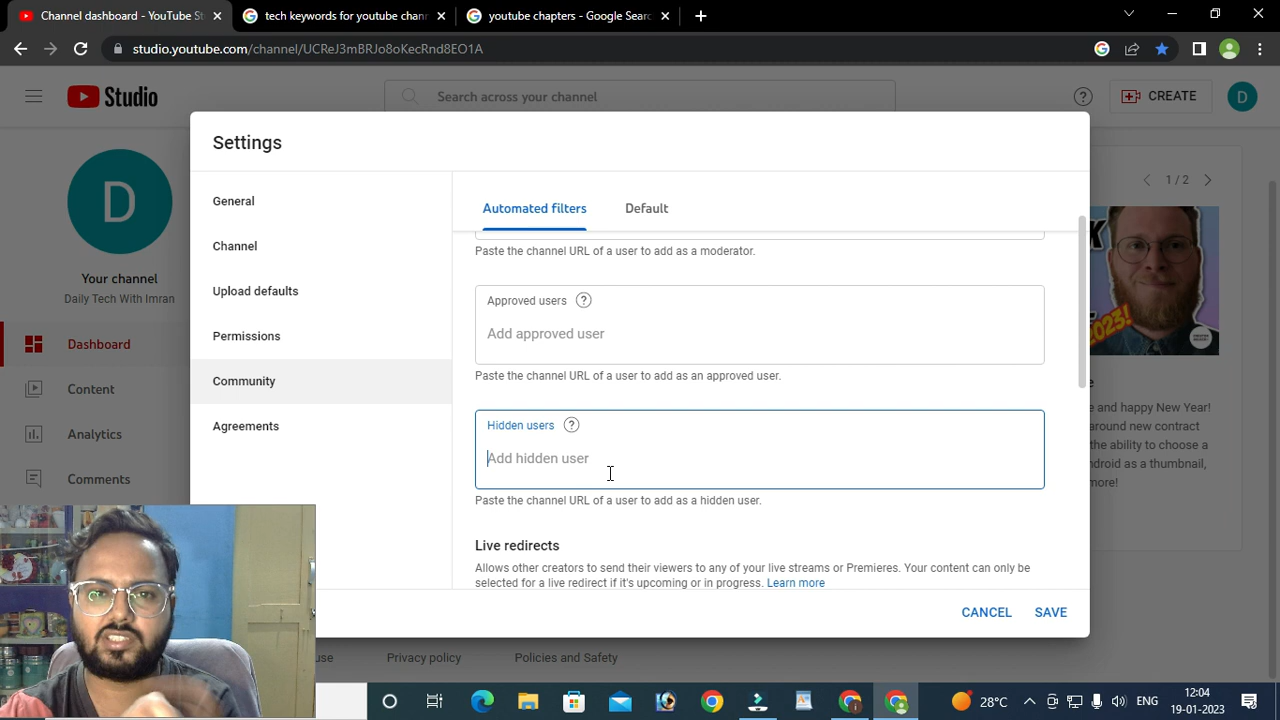 Channel dashboard - YouTube St
tech keywords for youtube chan
youtube chapters - Google Searc
studio.youtube.com/channel/UCReJ3mBRJo8oKecRnd8EO1A
Studio
Search across your channel
CREATE
D
Settings
General
Channel
Upload defaults
Permissions
Community
Agreements
Automated filters
Default
Paste the channel URL of a user to add as a moderator.
Approved users
Add approved user
Paste the channel URL of a user to add as an approved user.
Hidden users
Add hidden user
Paste the channel URL of a user to add as a hidden user.
Live redirects
Allows other creators to send their viewers to any of your live streams or Premieres. Your content can only be
selected for a live redirect if it's upcoming or in progress. Learn more
CANCEL
SAVE
D
Your channel
Daily Tech With Imran
Dashboard
Content
Analytics
Comments
1 / 2
K
2023!
e
e and happy New Year!
around new contract
the ability to choose a
ndroid as a thumbnail,
more!
use
Privacy policy
Policies and Safety
28°C
ENG
12:04
19-01-2023